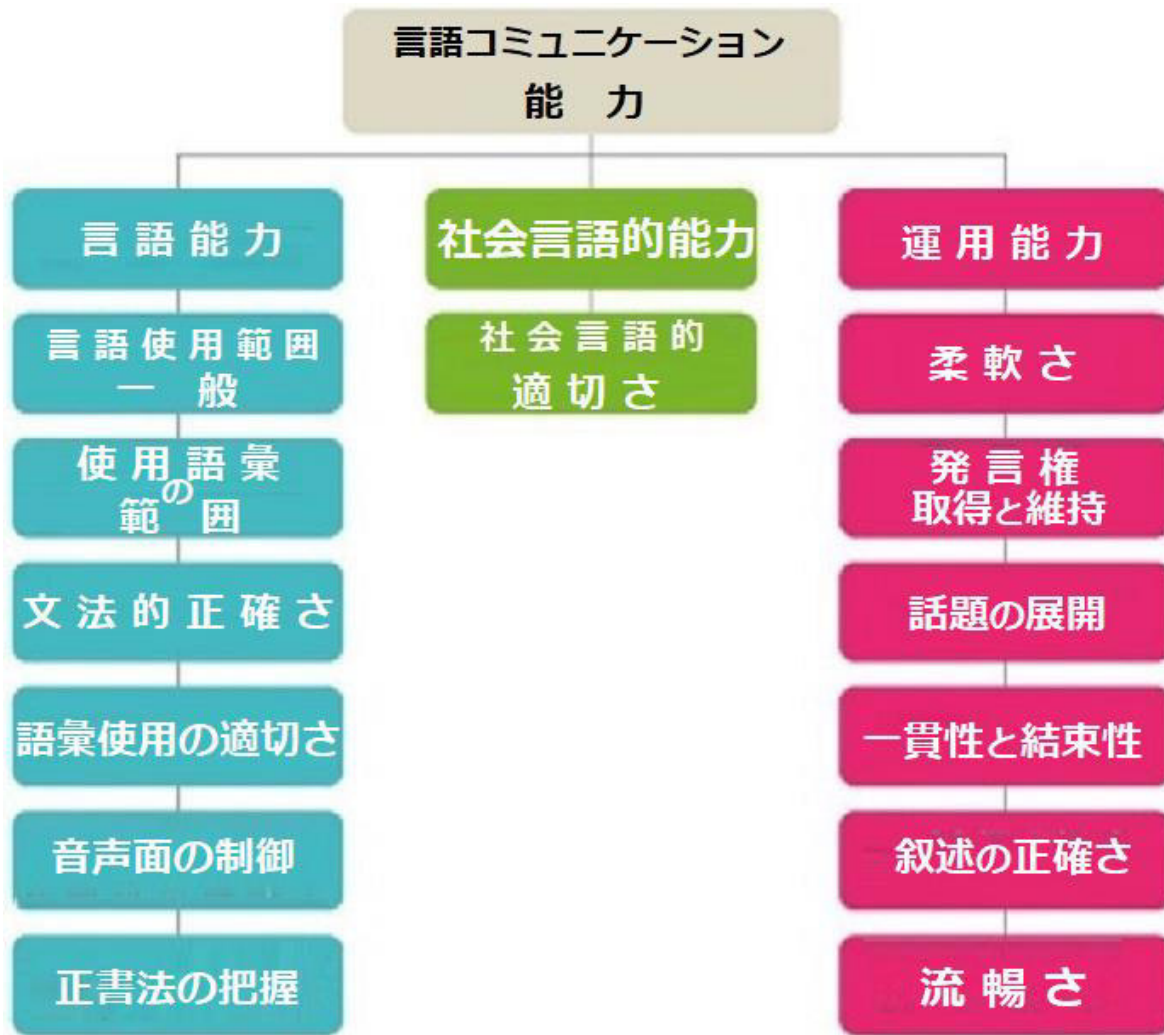 言語コミュニケーション
能 力
言語能力
言語使用範囲
一 般
使用語彙
の
範 囲
文法的正確さ
語彙使用の適切さ
音声面の制御
正書法の把握
社会言語的能力
社会言語的
適切さ
運用能力
柔軟さ
発言権
取得と維持
話題の展開
一貫性と結束性
叙述の正確さ
流暢さ